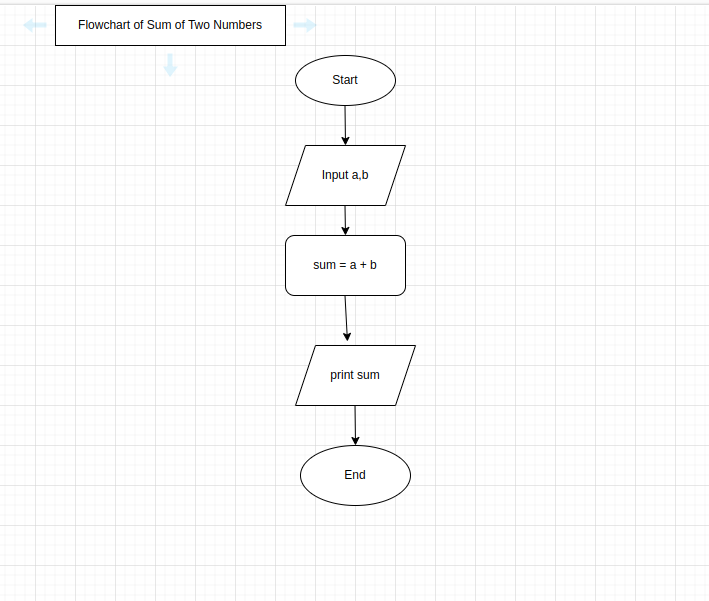 Flowchart of Sum of Two Numbers
Start
Input a,b
sum = a + b
print sum
End